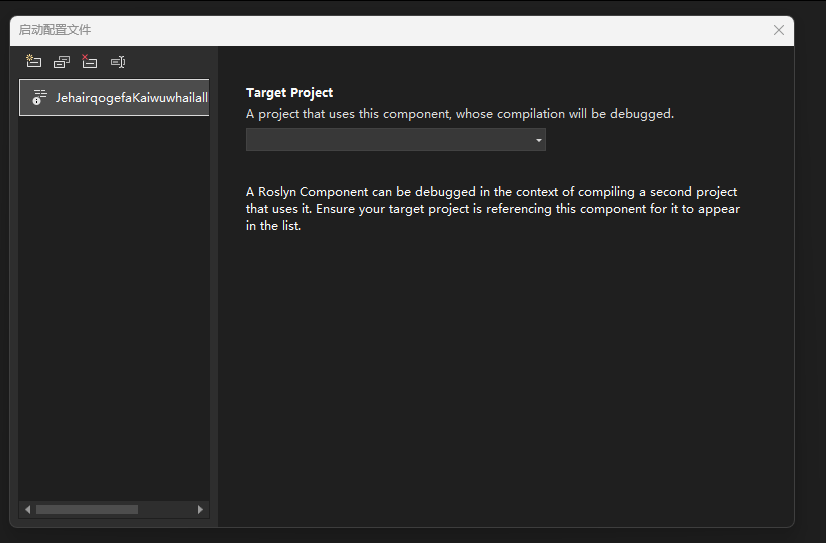 启动配置文件
JehairqogefaKaiwuwhailall
Target Project
A project that uses this component, whose compilation will be debugged.
A Roslyn Component can be debugged in the context of compiling a second project
that uses it. Ensure your target project is referencing this component for it to appear
in the list.